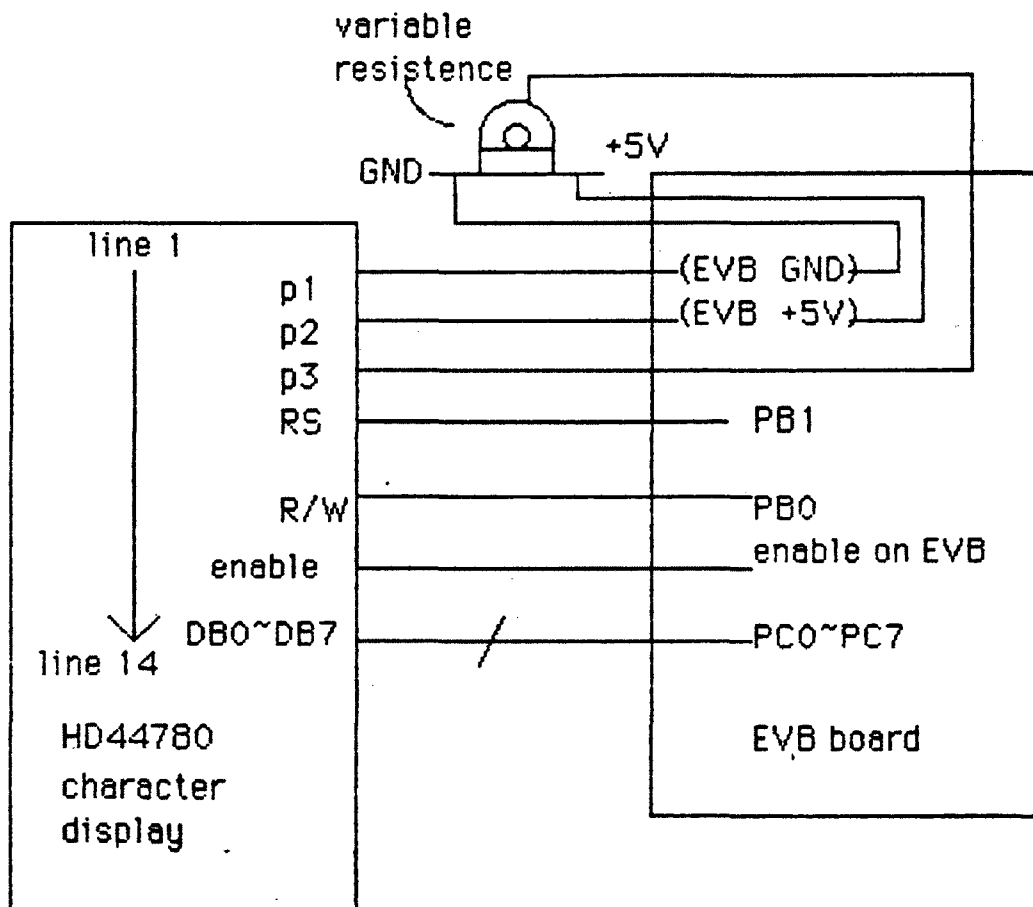 variable
resistence
+5V
GND
line 1
(EVB GND)
p1
(EVB +5V)
p2
p3
RS
PB1
R/W
PB0
enable on EVB
enable
DB0~DB7
PC0~PC7
line 14
HD44780
character
display
EVB board